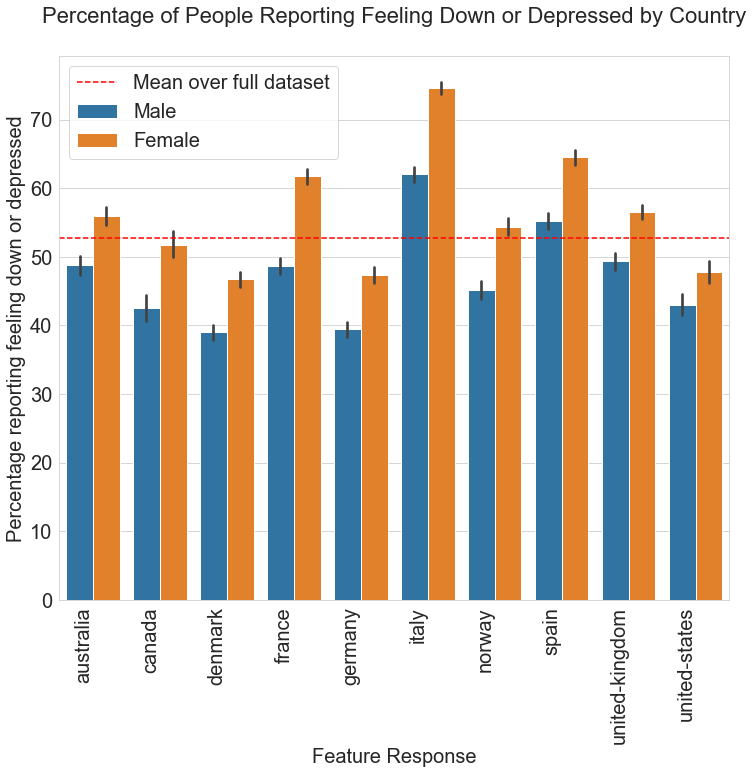 Percentage of People Reporting Feeling Down or Depressed by Country
Percentage reporting feeling down or depressed
70
60
50
40
30
20
10
0
Mean over full dataset
Male
Female
australia
canada
denmark
france
germany
italy
norway
spain
united-kingdom
united-states
Feature Response